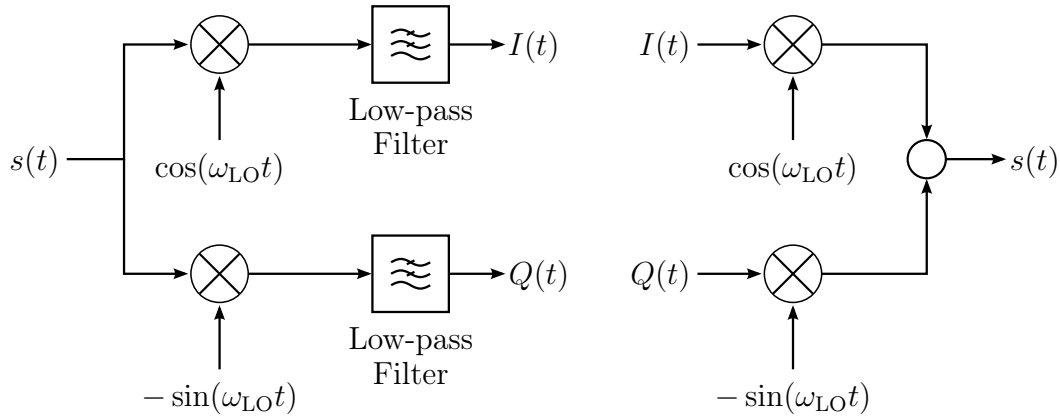 s(t)
cos(ω_LO t)
− sin(ω_LO t)
Low-pass
Filter
I(t)
Low-pass
Filter
Q(t)
I(t)
cos(ω_LO t)
Q(t)
− sin(ω_LO t)
s(t)